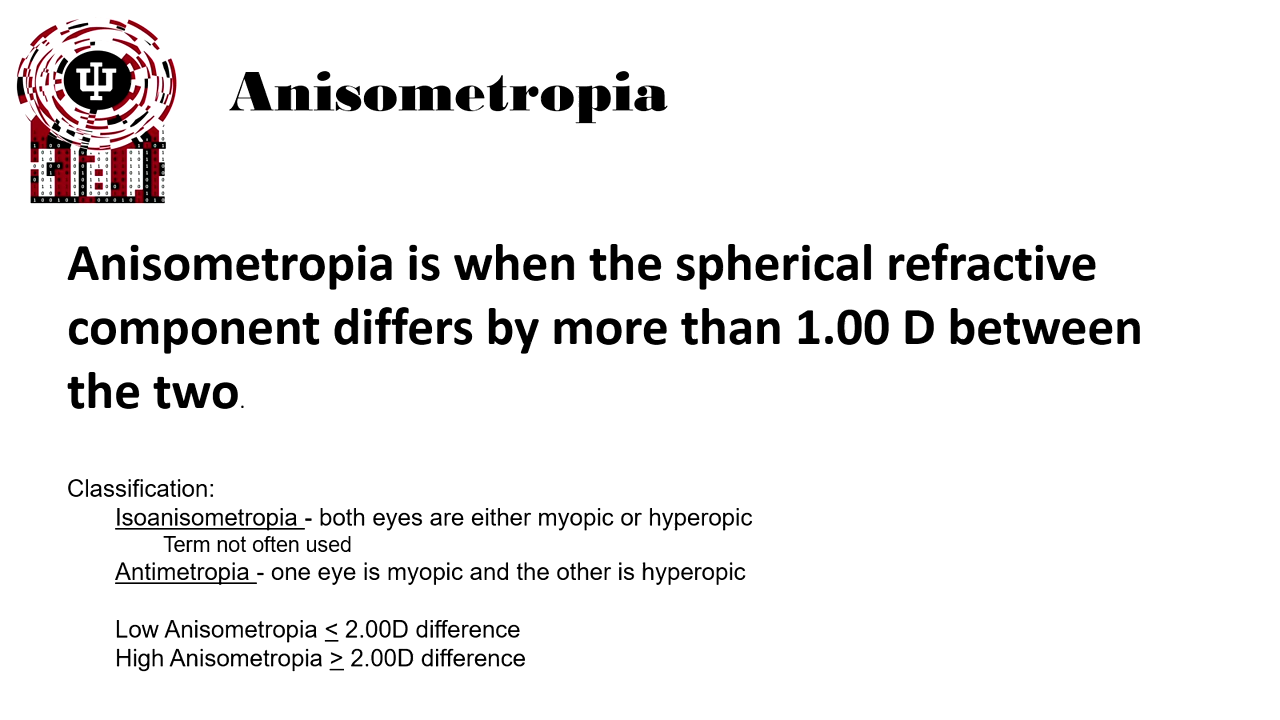 Anisometropia
Anisometropia is when the spherical refractive
component differs by more than 1.00 D between
the two.
Classification:
Isoanisometropia - both eyes are either myopic or hyperopic
Term not often used
Antimetropia - one eye is myopic and the other is hyperopic
Low Anisometropia ≤ 2.00D difference
High Anisometropia ≥ 2.00D difference